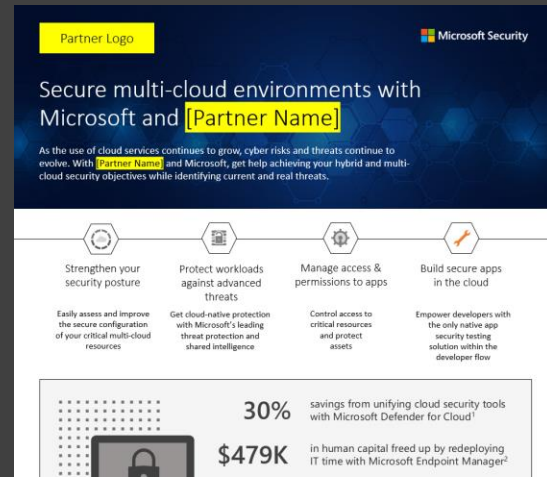 Partner Logo
Microsoft Security
Secure multi-cloud environments with
Microsoft and [Partner Name]
As the use of cloud services continues to grow, cyber risks and threats continue to
evolve. With [Partner Name] and Microsoft, get help achieving your hybrid and multi-
cloud security objectives while identifying current and real threats.
Strengthen your
security posture
Easily assess and improve
the secure configuration
of your critical multi-cloud
resources
Protect workloads
against advanced
threats
Get cloud-native protection
with Microsoft's leading
threat protection and
shared intelligence
Manage access &
permissions to apps
Control access to
critical resources
and protect
assets
Build secure apps
in the cloud
Empower developers with
the only native app
security testing
solution within the
developer flow
30%
savings from unifying cloud security tools
with Microsoft Defender for Cloud¹
$479K
in human capital freed up by redeploying
IT time with Microsoft Endpoint Manager²